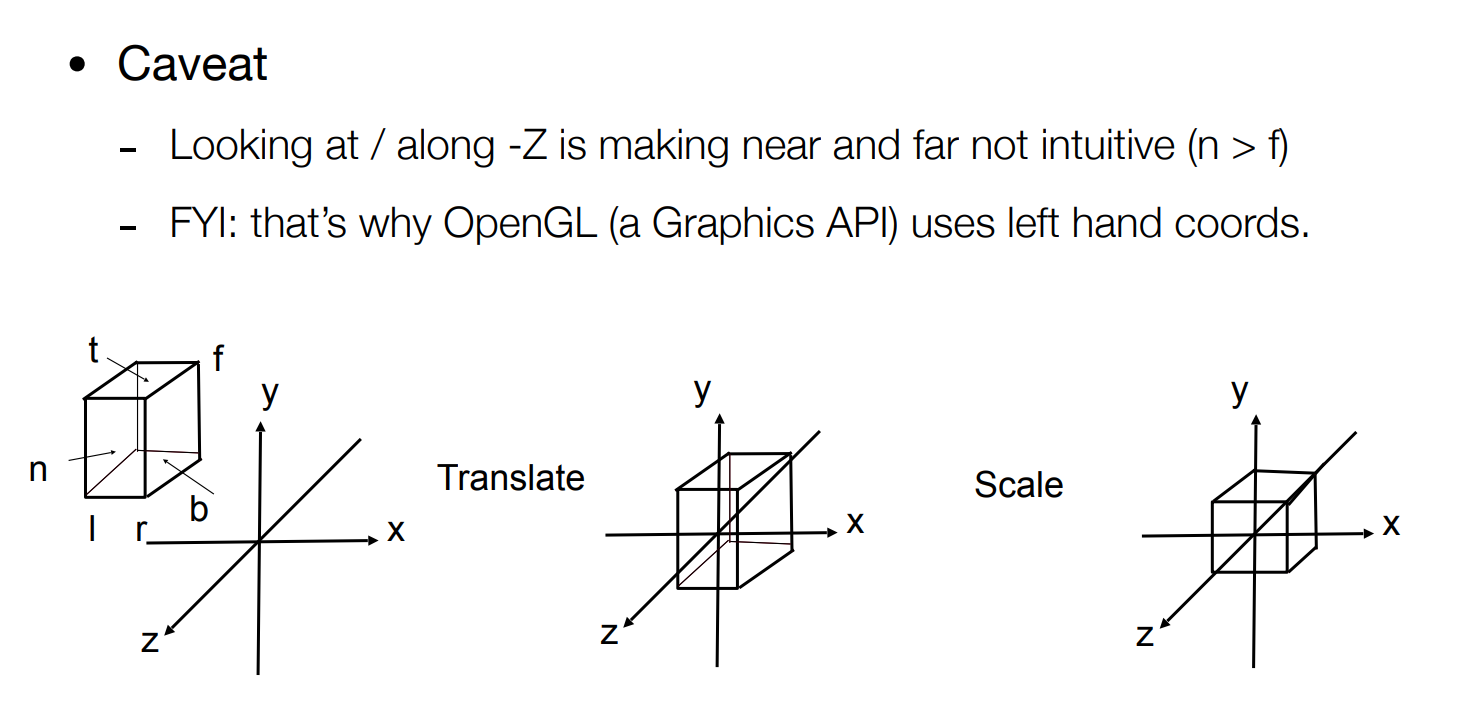 • Caveat
- Looking at / along -Z is making near and far not intuitive (n > f)
- FYI: that's why OpenGL (a Graphics API) uses left hand coords.
t
f
y
n
l
r
b
x
z
Translate
y
x
z
Scale
y
x
z